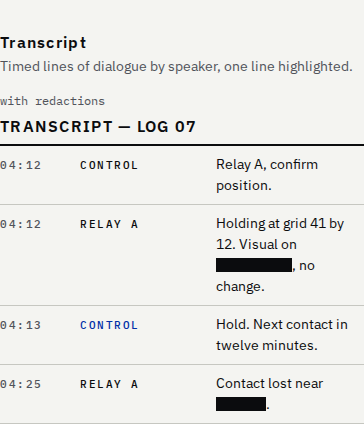 Transcript
Timed lines of dialogue by speaker, one line highlighted.
with redactions
TRANSCRIPT — LOG 07
04:12 CONTROL Relay A, confirm
position.
04:12 RELAY A Holding at grid 41 by
12. Visual on
, no
change.
04:13 CONTROL Hold. Next contact in
twelve minutes.
04:25 RELAY A Contact lost near
.